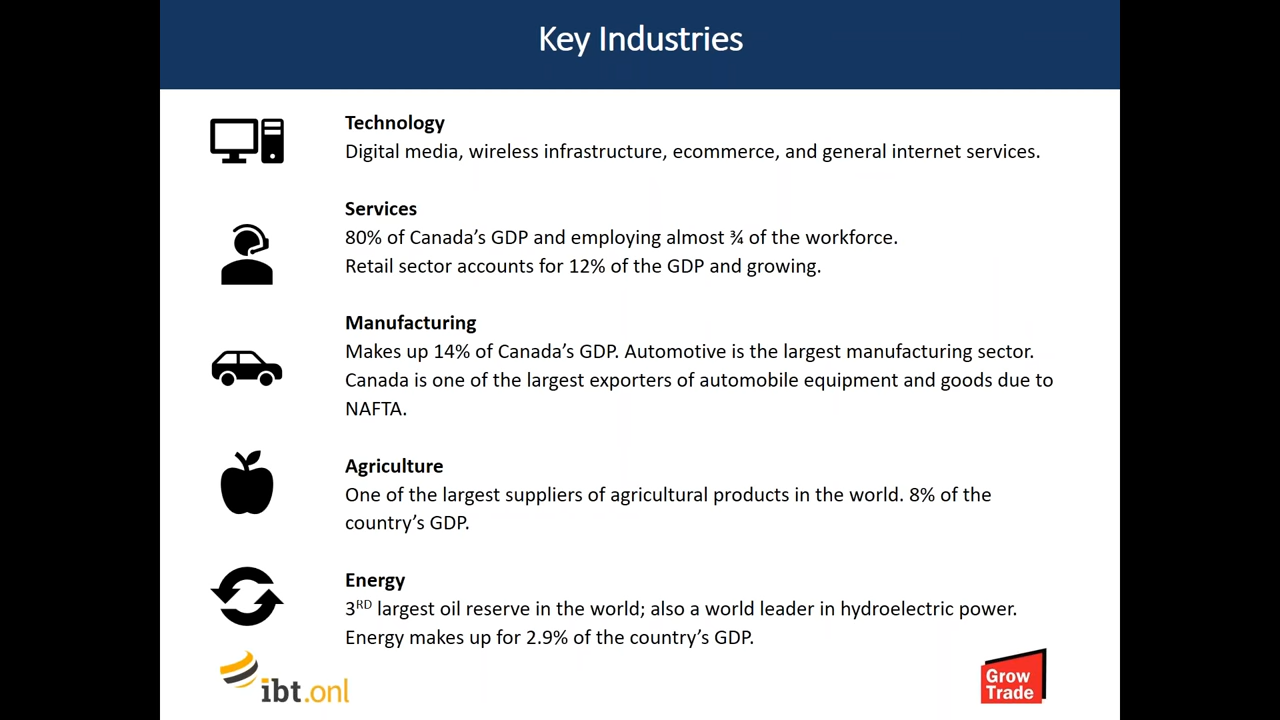 Key Industries
Technology
Digital media, wireless infrastructure, ecommerce, and general internet services.
Services
80% of Canada’s GDP and employing almost ¾ of the workforce.
Retail sector accounts for 12% of the GDP and growing.
Manufacturing
Makes up 14% of Canada’s GDP. Automotive is the largest manufacturing sector.
Canada is one of the largest exporters of automobile equipment and goods due to
NAFTA.
Agriculture
One of the largest suppliers of agricultural products in the world. 8% of the
country’s GDP.
Energy
3RD largest oil reserve in the world; also a world leader in hydroelectric power.
Energy makes up for 2.9% of the country’s GDP.
ibt.onl
Grow
Trade